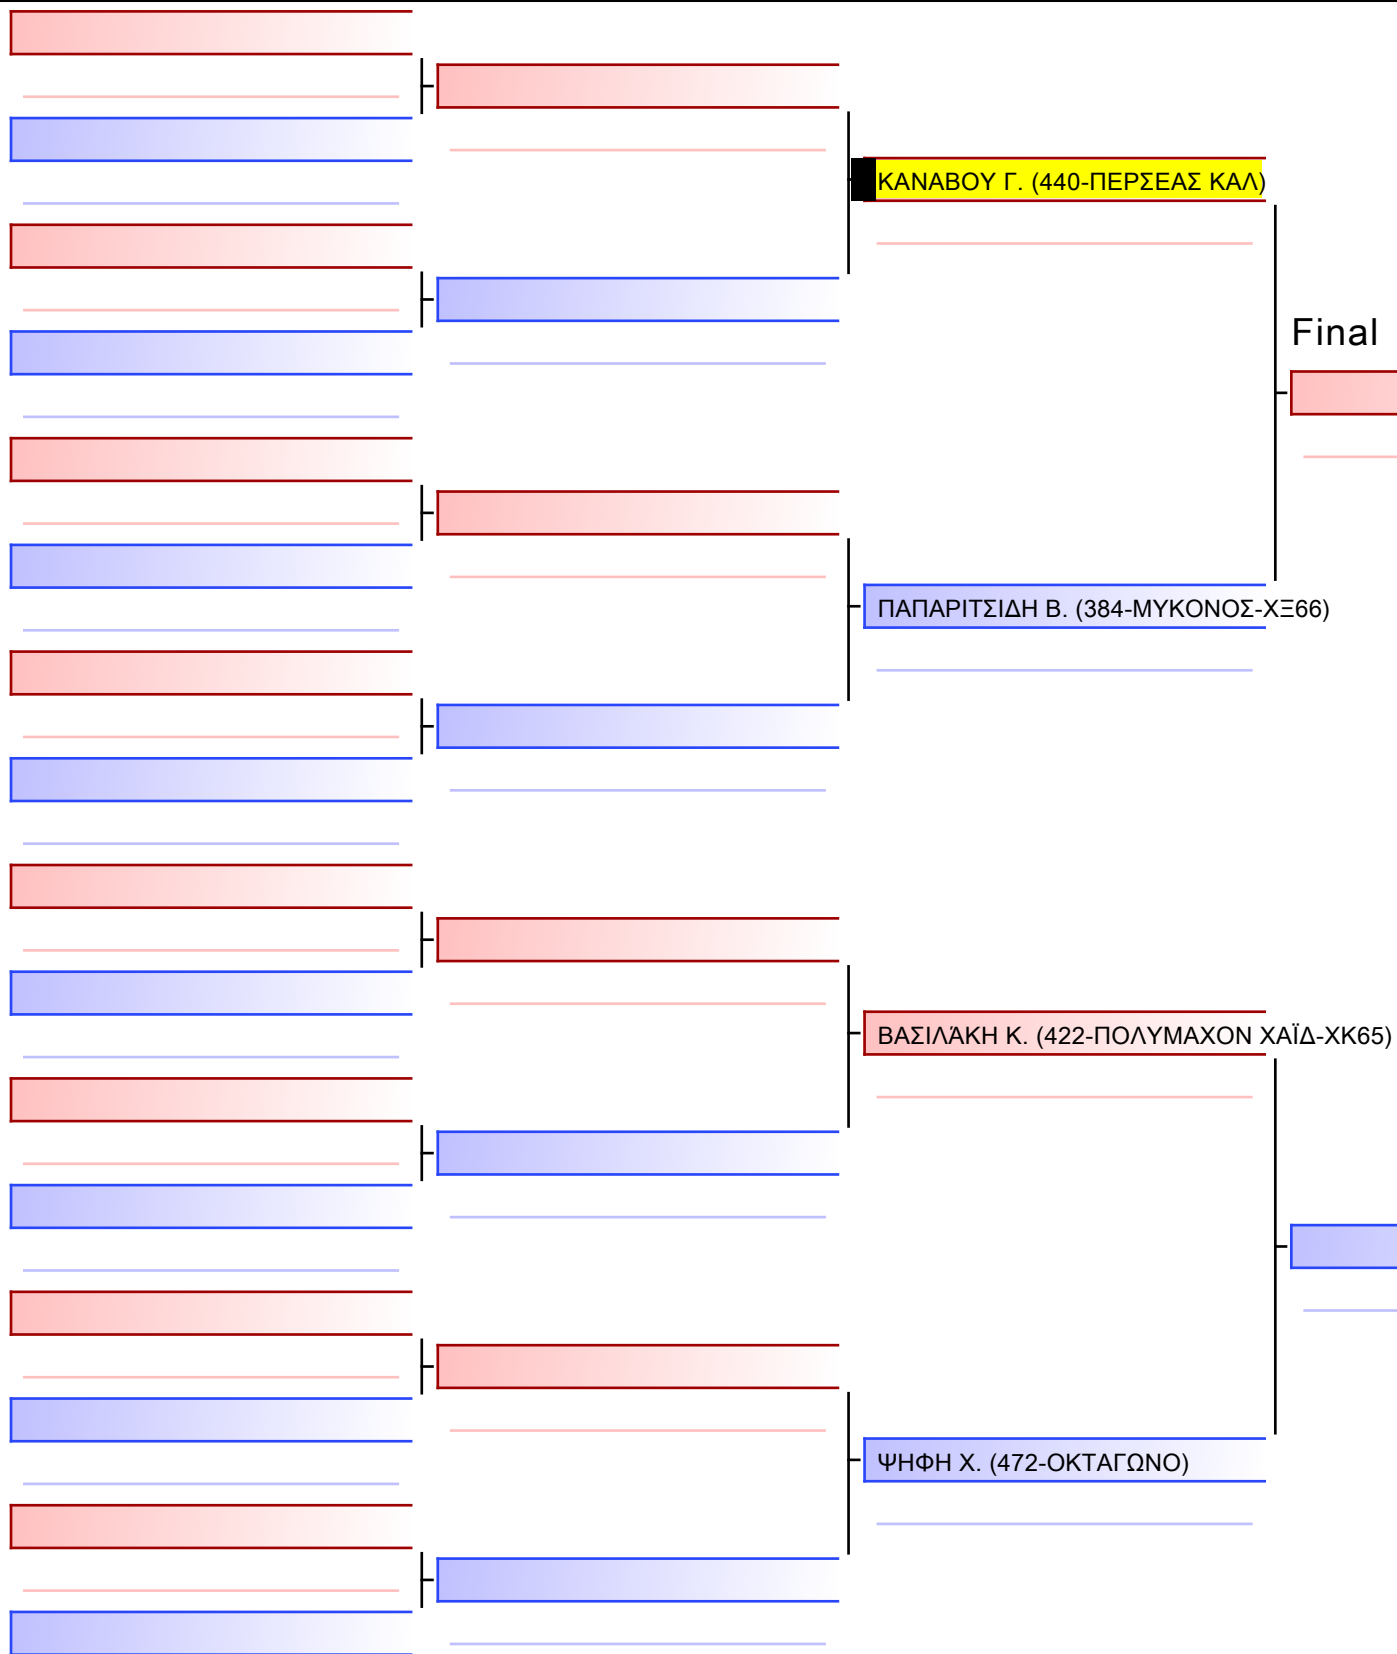 ΚΑΝΑΒΟΥ Γ. (440-ΠΕΡΣΕΑΣ ΚΑΛ)
Final
ΠΑΠΑΡΙΤΣΙΔΗ Β. (384-ΜΥΚΟΝΟΣ-ΧΞ66)
ΒΑΣΙΛΆΚΗ Κ. (422-ΠΟΛΥΜΑΧΟΝ ΧΑΪΔ-ΧΚ65)
ΨΗΦΗ Χ. (472-ΟΚΤΑΓΩΝΟ)